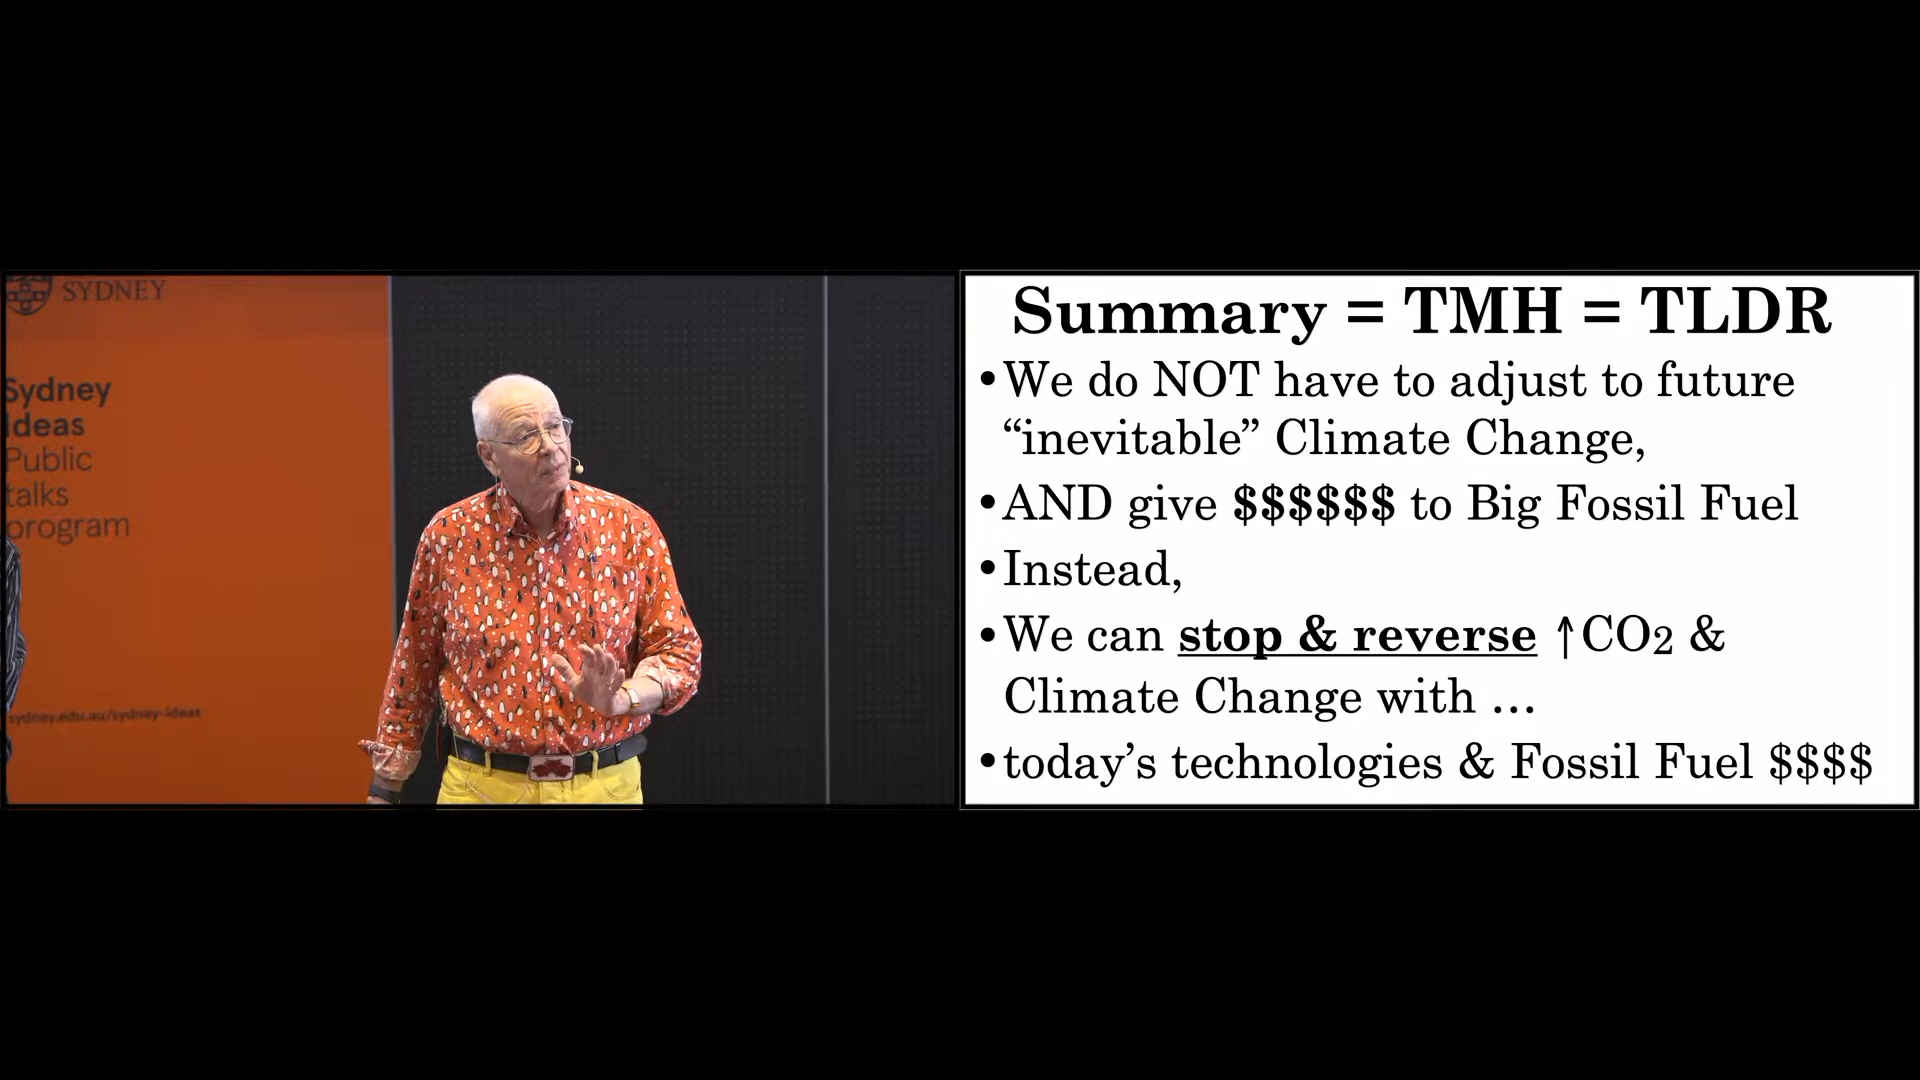 SYDNEY
Sydney
Ideas
Public
talks
program
sydney.edu.au/sydney-ideas
Summary = TMH = TLDR
•We do NOT have to adjust to future
“inevitable” Climate Change,
•AND give $$$$$$ to Big Fossil Fuel
•Instead,
•We can stop & reverse ↑CO2 &
Climate Change with …
•today’s technologies & Fossil Fuel $$$$